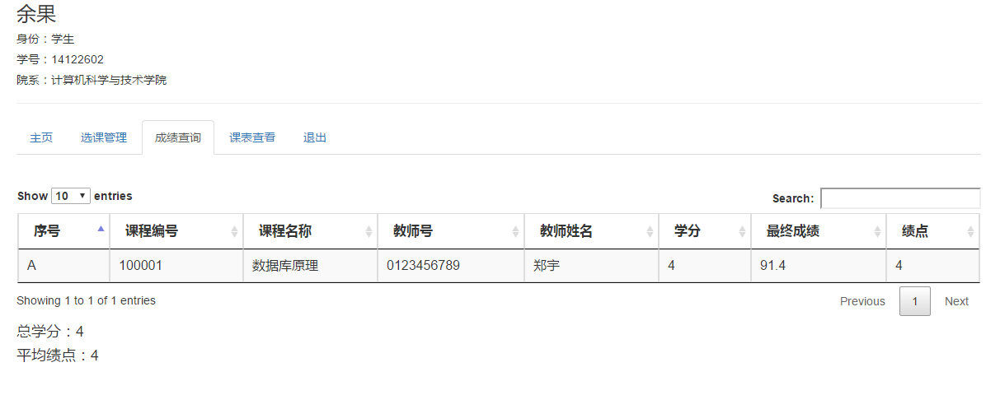 余果
身份：学生
学号：14122602
院系：计算机科学与技术学院
主页 选课管理 成绩查询 课表查看 退出
Show 10 entries Search:
序号 课程编号 课程名称 教师号 教师姓名 学分 最终成绩 绩点
A 100001 数据库原理 0123456789 郑宇 4 91.4 4
Showing 1 to 1 of 1 entries Previous 1 Next
总学分：4
平均绩点：4